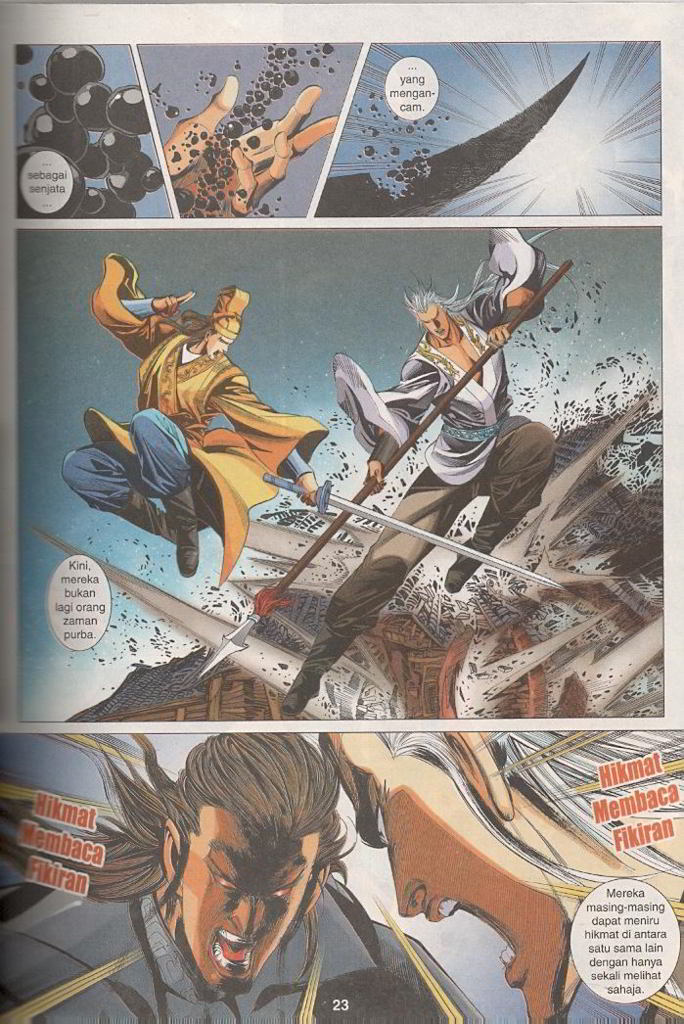 ...
sebagai
senjata
...
...
yang
mengan-
cam.
Kini,
mereka
bukan
lagi orang
zaman
purba.
Hikmat
Membaca
Fikiran
Hikmat
Membaca
Fikiran
Mereka
masing-masing
dapat meniru
hikmat di antara
satu sama lain
dengan hanya
sekali melihat
sahaja.
23